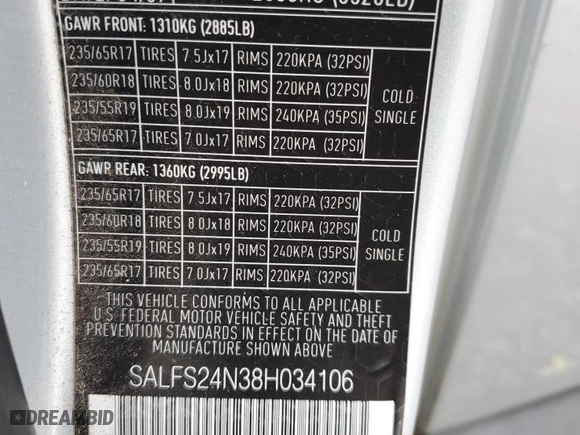 GAWR FRONT: 1310KG (2885LB)
235/65R17 TIRES 7.5Jx17 RIMS 220KPA (32PSI)
235/60R18 TIRES 8.0Jx18 RIMS 220KPA (32PSI)
235/55R19 TIRES 8.0Jx19 RIMS 240KPA (35PSI)
235/65R17 TIRES 7.0Jx17 RIMS 220KPA (32PSI)
COLD
SINGLE
GAWR REAR: 1360KG (2995LB)
235/65R17 TIRES 7.5Jx17 RIMS 220KPA (32PSI)
235/60R18 TIRES 8.0Jx18 RIMS 220KPA (32PSI)
235/55R19 TIRES 8.0Jx19 RIMS 240KPA (35PSI)
235/65R17 TIRES 7.0Jx17 RIMS 220KPA (32PSI)
COLD
SINGLE
THIS VEHICLE CONFORMS TO ALL APPLICABLE
U.S. FEDERAL MOTOR VEHICLE SAFETY AND THEFT
PREVENTION STANDARDS IN EFFECT ON THE DATE
OF MANUFACTURE SHOWN ABOVE
SALFS24N38H034106
DREAMBID